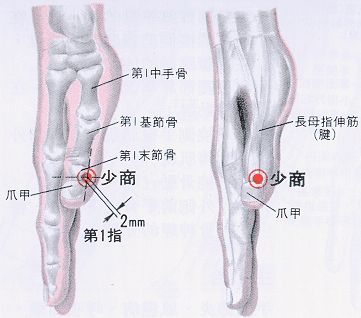 第1中手骨
第1基節骨
第1末節骨
少商
爪甲
2mm
第1指
長母指伸筋
(腱)
少商
爪甲